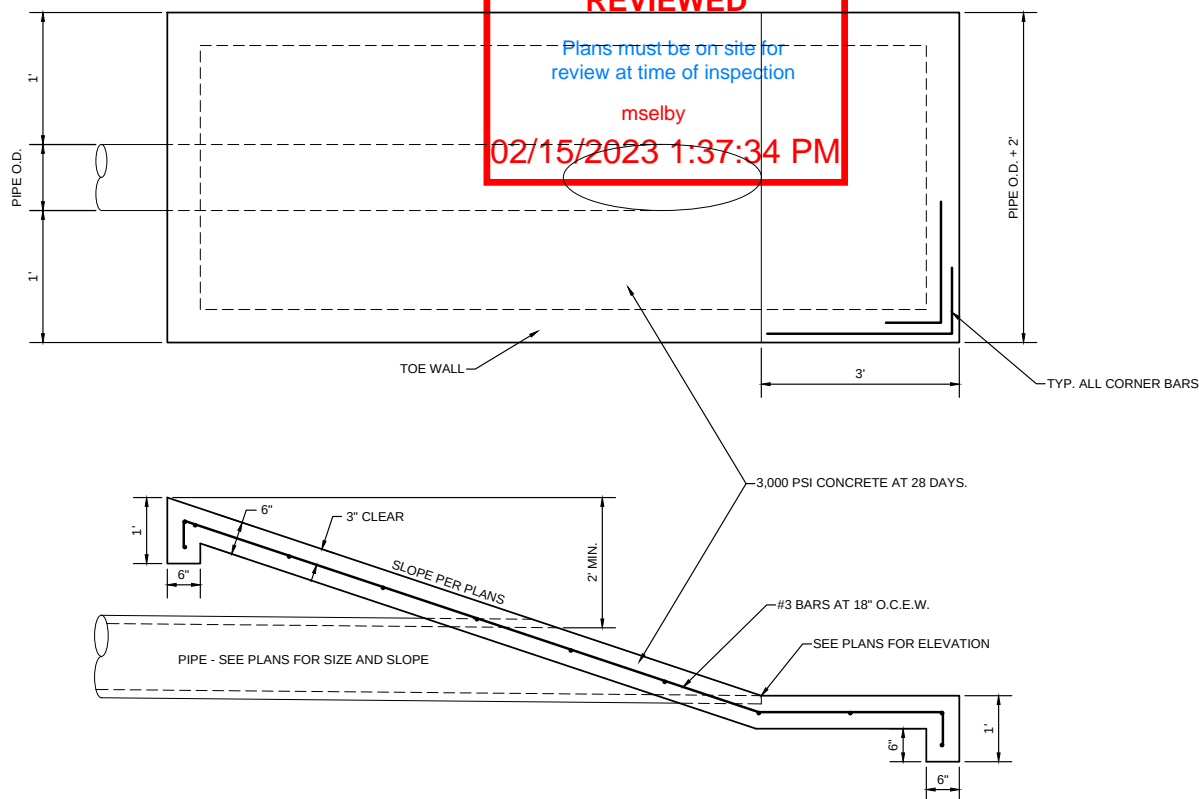 REVIEWED
Plans must be on site for
review at time of inspection
mselby
02/15/2023 1:37:34 PM
1'
PIPE O.D.
1'
PIPE O.D. + 2'
TOE WALL
3'
TYP. ALL CORNER BARS
3,000 PSI CONCRETE AT 28 DAYS.
1'
6"
6"
3" CLEAR
SLOPE PER PLANS
2' MIN.
#3 BARS AT 18" O.C.E.W.
SEE PLANS FOR ELEVATION
PIPE - SEE PLANS FOR SIZE AND SLOPE
6"
1'
6"